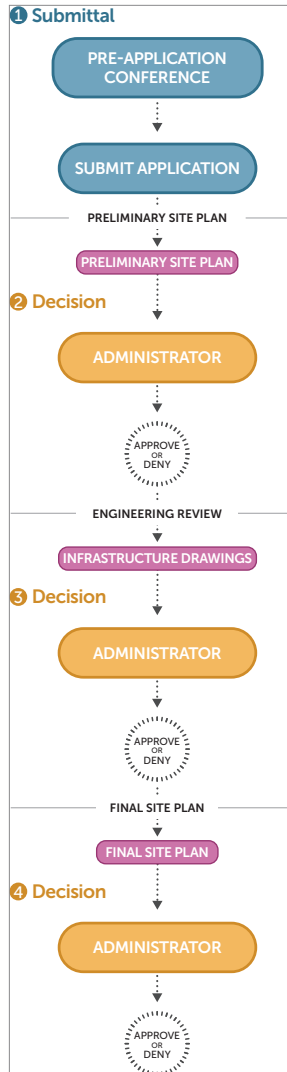 1 Submittal
PRE-APPLICATION
CONFERENCE
SUBMIT APPLICATION
PRELIMINARY SITE PLAN
PRELIMINARY SITE PLAN
2 Decision
ADMINISTRATOR
APPROVE
OR
DENY
ENGINEERING REVIEW
INFRASTRUCTURE DRAWINGS
3 Decision
ADMINISTRATOR
APPROVE
OR
DENY
FINAL SITE PLAN
FINAL SITE PLAN
4 Decision
ADMINISTRATOR
APPROVE
OR
DENY